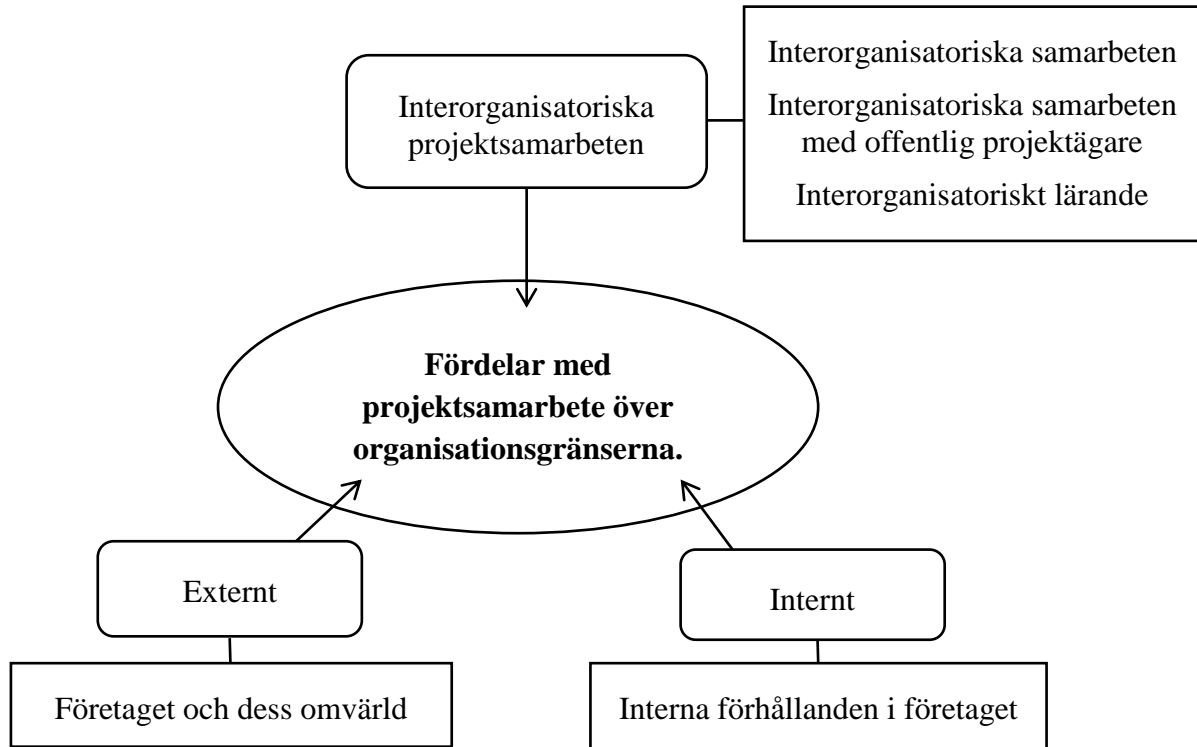 Interorganisatoriska
projektsamarbeten
Interorganisatoriska samarbeten
Interorganisatoriska samarbeten
med offentlig projektägare
Interorganisatoriskt lärande
Fördelar med
projektsamarbete över
organisationsgränserna.
Externt
Internt
Företaget och dess omvärld
Interna förhållanden i företaget